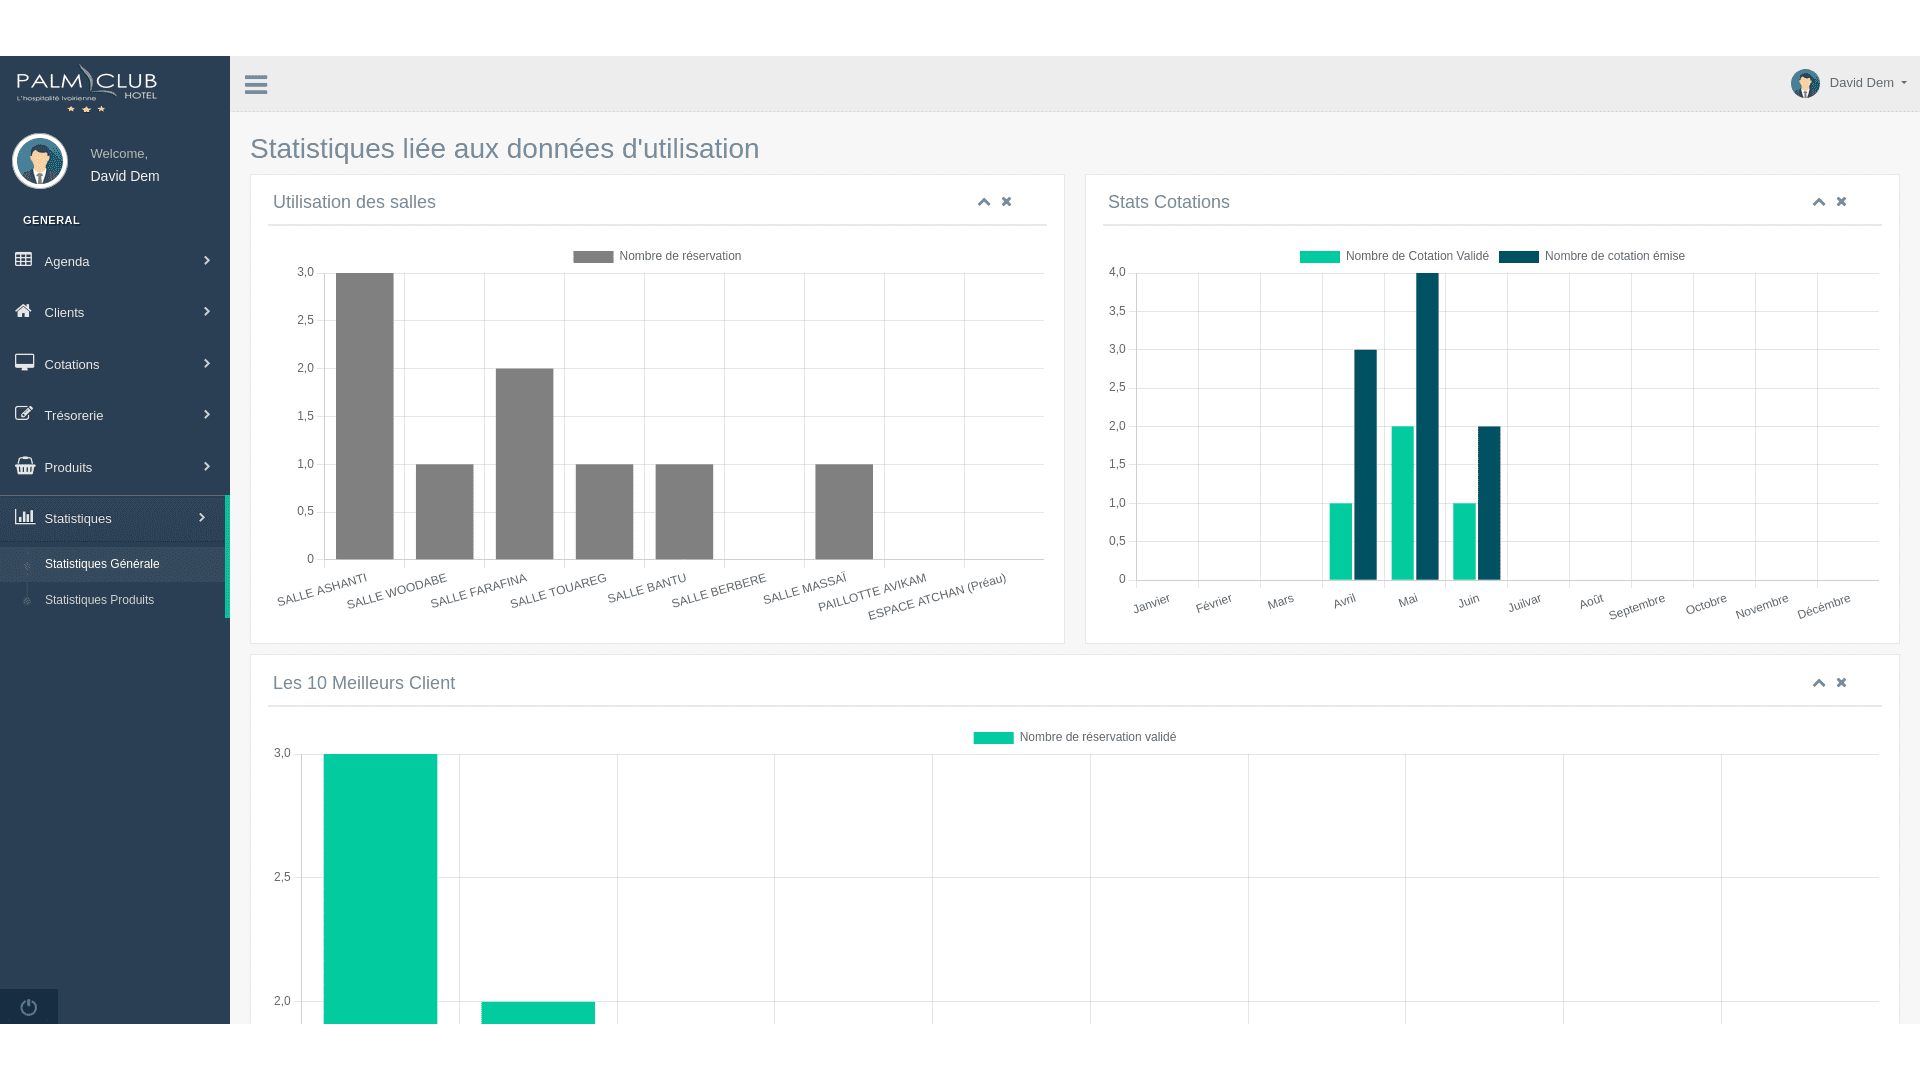 PALM CLUB
L'hospitalité Ivoirienne HOTEL
David Dem
Welcome,
David Dem
GENERAL
Agenda
Clients
Cotations
Trésorerie
Produits
Statistiques
Statistiques Générale
Statistiques Produits
Statistiques liée aux données d'utilisation
Utilisation des salles
Nombre de réservation
3,0
2,5
2,0
1,5
1,0
0,5
0
SALLE ASHANTI
SALLE WOODABE
SALLE FARAFINA
SALLE TOUAREG
SALLE BANTU
SALLE BERBERE
SALLE MASSAÏ
PAILLOTTE AVIKAM
ESPACE ATCHAN (Préau)
Stats Cotations
Nombre de Cotation Validé Nombre de cotation émise
4,0
3,5
3,0
2,5
2,0
1,5
1,0
0,5
0
Janvier
Février
Mars
Avril
Mai
Juin
Juilvar
Août
Septembre
Octobre
Novembre
Décémbre
Les 10 Meilleurs Client
Nombre de réservation validé
3,0
2,5
2,0